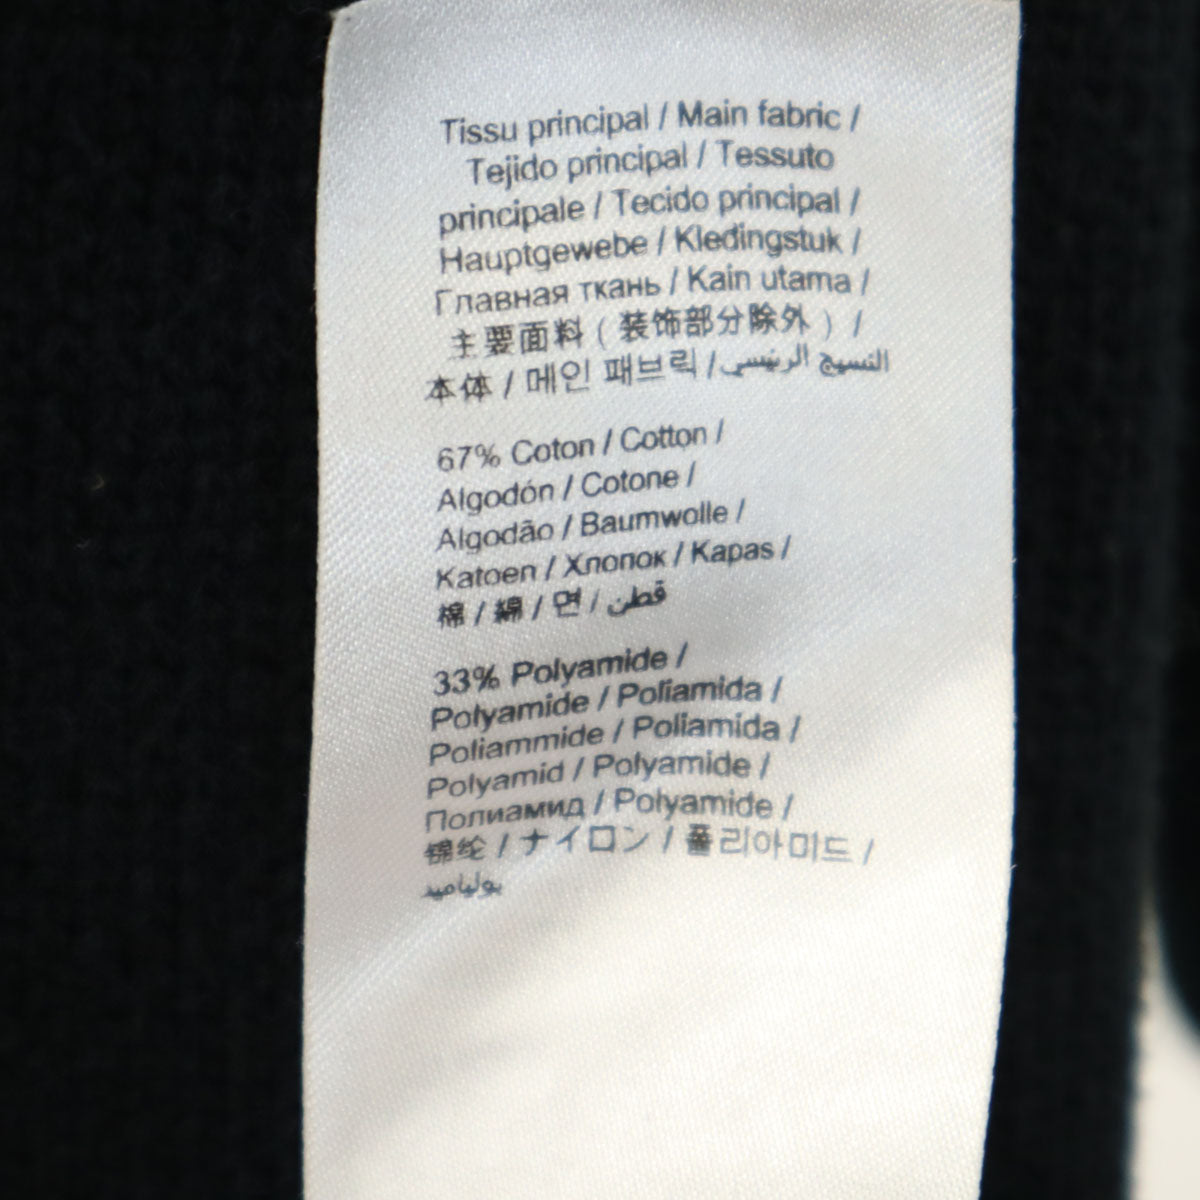 Tissu principal / Main fabric /
Tejido principal / Tessuto
principale / Tecido principal /
Hauptgewebe / Kledingstuk /
Главная ткань / Kain utama /
主要面料 ( 装饰部分除外 ) /
本体 / 메인 패브릭 / النسيج الرئيسي
67% Coton / Cotton /
Algodón / Cotone /
Algodão / Baumwolle /
Katoen / Хлопок / Kapas /
棉 / 綿 / 면 / قطن
33% Polyamide /
Polyamide / Poliamida /
Poliammide / Poliamida /
Polyamid / Polyamide /
Полиамид / Polyamide /
锦纶 / ナイロン / 폴리아미드 /
بولياميد